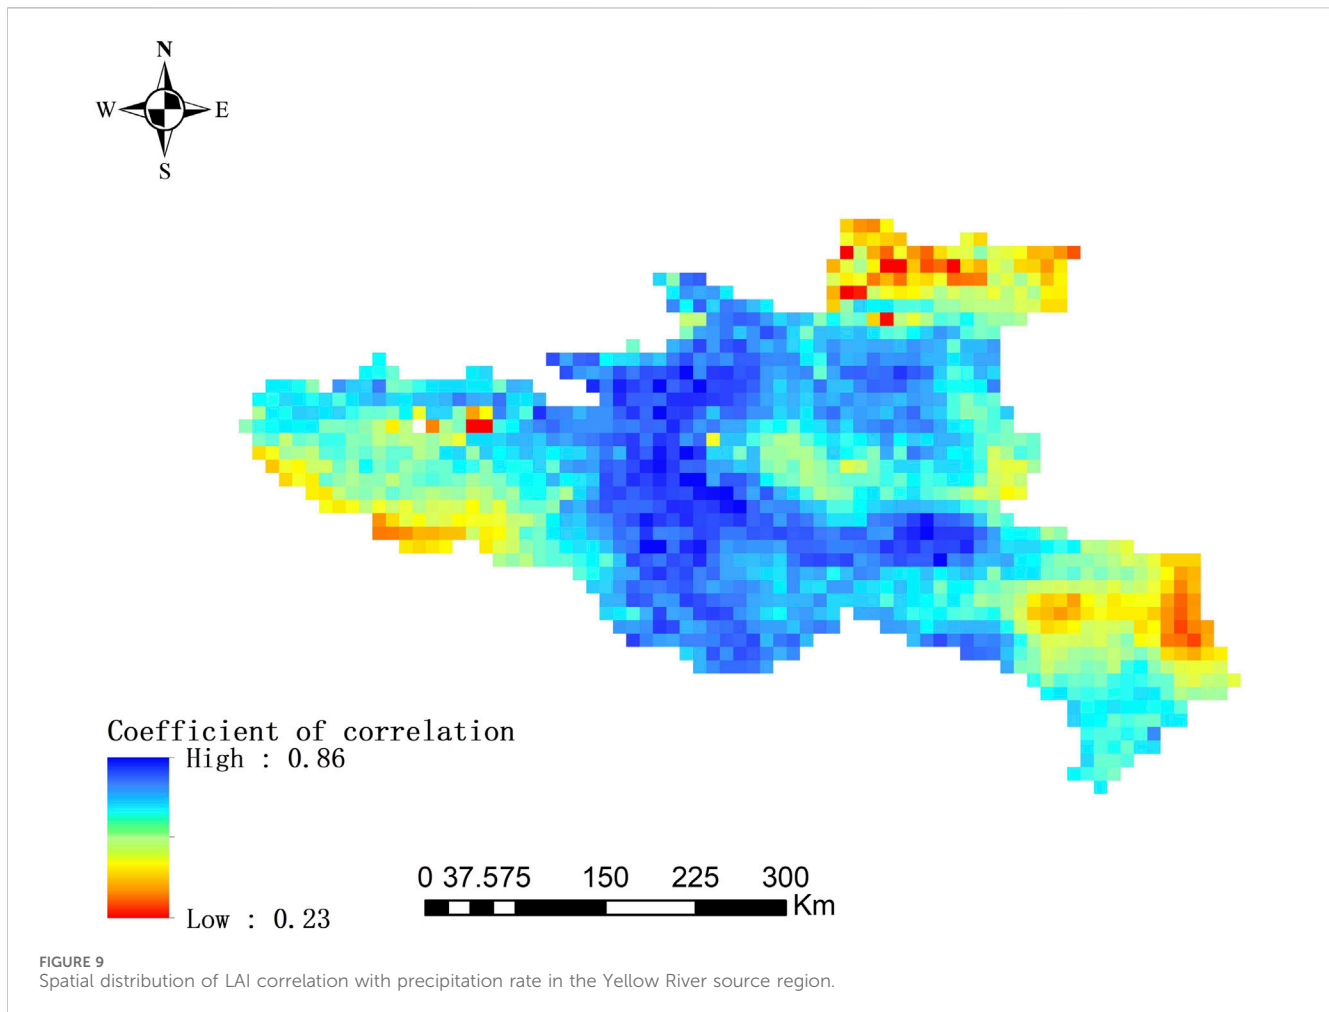 N
W E
S
Coefficient of correlation
High : 0.86
Low : 0.23
0 37.575 150 225 300
Km
FIGURE 9
Spatial distribution of LAI correlation with precipitation rate in the Yellow River source region.